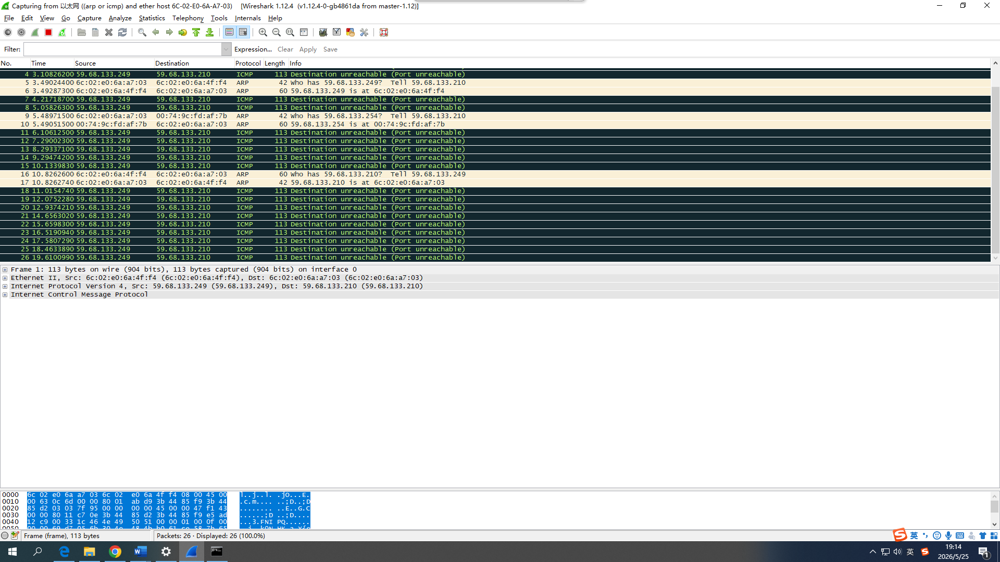 Capturing from 以太网 ((arp or icmp) and ether host 6C-02-E0-6A-A7-03)    [Wireshark 1.12.4 (v1.12.4-0-gb4861da from master-1.12)]
File Edit View Go Capture Analyze Statistics Telephony Tools Internals Help
Filter: Expression... Clear Apply Save
No. Time Source Destination Protocol Length Info
4 3.10826200 59.68.133.249 59.68.133.210 ICMP 113 Destination unreachable (Port unreachable)
5 3.49024400 6c:02:e0:6a:a7:03 6c:02:e0:6a:4f:f4 ARP 42 Who has 59.68.133.249? Tell 59.68.133.210
6 3.49287300 6c:02:e0:6a:4f:f4 6c:02:e0:6a:a7:03 ARP 60 59.68.133.249 is at 6c:02:e0:6a:4f:f4
7 4.21718700 59.68.133.249 59.68.133.210 ICMP 113 Destination unreachable (Port unreachable)
8 5.05826300 59.68.133.249 59.68.133.210 ICMP 113 Destination unreachable (Port unreachable)
9 5.48971500 6c:02:e0:6a:a7:03 00:74:9c:fd:af:7b ARP 42 Who has 59.68.133.254? Tell 59.68.133.210
10 5.49051500 00:74:9c:fd:af:7b 6c:02:e0:6a:a7:03 ARP 60 59.68.133.254 is at 00:74:9c:fd:af:7b
11 6.10612500 59.68.133.249 59.68.133.210 ICMP 113 Destination unreachable (Port unreachable)
12 7.29002300 59.68.133.249 59.68.133.210 ICMP 113 Destination unreachable (Port unreachable)
13 8.29337100 59.68.133.249 59.68.133.210 ICMP 113 Destination unreachable (Port unreachable)
14 9.29474200 59.68.133.249 59.68.133.210 ICMP 113 Destination unreachable (Port unreachable)
15 10.1339830 59.68.133.249 59.68.133.210 ICMP 113 Destination unreachable (Port unreachable)
16 10.8262600 6c:02:e0:6a:4f:f4 6c:02:e0:6a:a7:03 ARP 60 Who has 59.68.133.210? Tell 59.68.133.249
17 10.8262740 6c:02:e0:6a:a7:03 6c:02:e0:6a:4f:f4 ARP 42 59.68.133.210 is at 6c:02:e0:6a:a7:03
18 11.0154740 59.68.133.249 59.68.133.210 ICMP 113 Destination unreachable (Port unreachable)
19 12.0752280 59.68.133.249 59.68.133.210 ICMP 113 Destination unreachable (Port unreachable)
20 12.9374210 59.68.133.249 59.68.133.210 ICMP 113 Destination unreachable (Port unreachable)
21 14.6563020 59.68.133.249 59.68.133.210 ICMP 113 Destination unreachable (Port unreachable)
22 15.6598300 59.68.133.249 59.68.133.210 ICMP 113 Destination unreachable (Port unreachable)
23 16.5190940 59.68.133.249 59.68.133.210 ICMP 113 Destination unreachable (Port unreachable)
24 17.5807290 59.68.133.249 59.68.133.210 ICMP 113 Destination unreachable (Port unreachable)
25 18.4633890 59.68.133.249 59.68.133.210 ICMP 113 Destination unreachable (Port unreachable)
26 19.6100990 59.68.133.249 59.68.133.210 ICMP 113 Destination unreachable (Port unreachable)
Frame 1: 113 bytes on wire (904 bits), 113 bytes captured (904 bits) on interface 0
Ethernet II, Src: 6c:02:e0:6a:4f:f4 (6c:02:e0:6a:4f:f4), Dst: 6c:02:e0:6a:a7:03 (6c:02:e0:6a:a7:03)
Internet Protocol Version 4, Src: 59.68.133.249 (59.68.133.249), Dst: 59.68.133.210 (59.68.133.210)
Internet Control Message Protocol
0000 6c 02 e0 6a a7 03 6c 02 e0 6a 4f f4 08 00 45 00 l..j..l. .jO...E.
0010 00 63 0c 6d 00 00 80 01 ab d9 3b 44 85 f9 3b 44 .c.m.... ..;D..;D
0020 85 d2 03 03 7f 95 00 00 00 00 45 00 00 47 f1 43 ........ ..E..G.C
0030 00 00 80 11 c7 0e 3b 44 85 d2 3b 44 85 f9 e5 ad ......;D ..;D....
0040 12 c9 00 33 1c 46 4e 49 50 51 00 00 01 00 0f 00 ...3.FNI PQ......
0050
Frame (frame), 113 bytes Packets: 26 · Displayed: 26 (100.0%)
英
英 19:14
2026/5/25
1